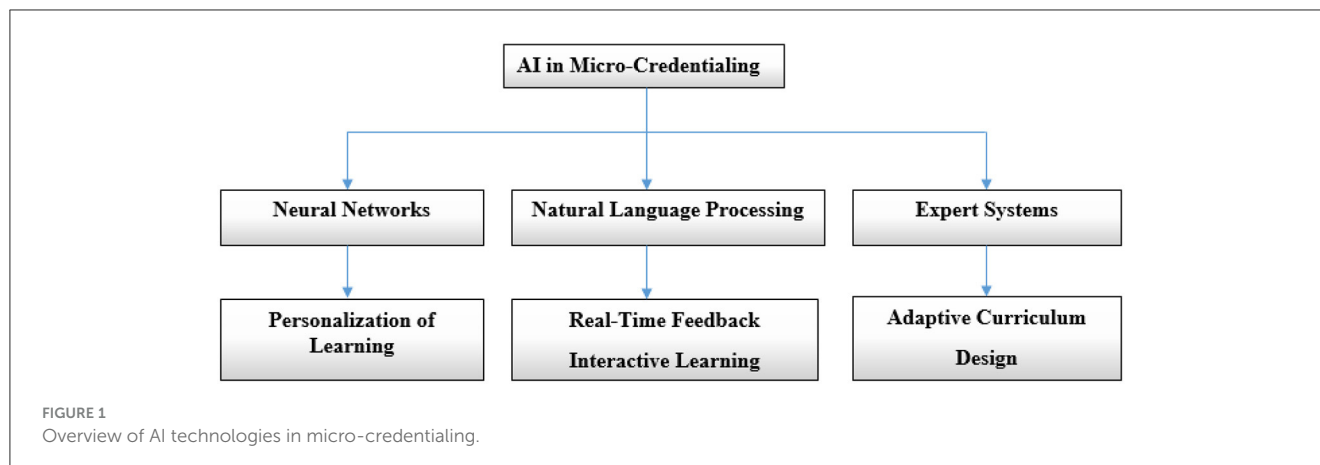 AI in Micro-Credentialing
Neural Networks
Natural Language Processing
Expert Systems
Personalization of
Learning
Real-Time Feedback
Interactive Learning
Adaptive Curriculum
Design
FIGURE 1
Overview of AI technologies in micro-credentialing.